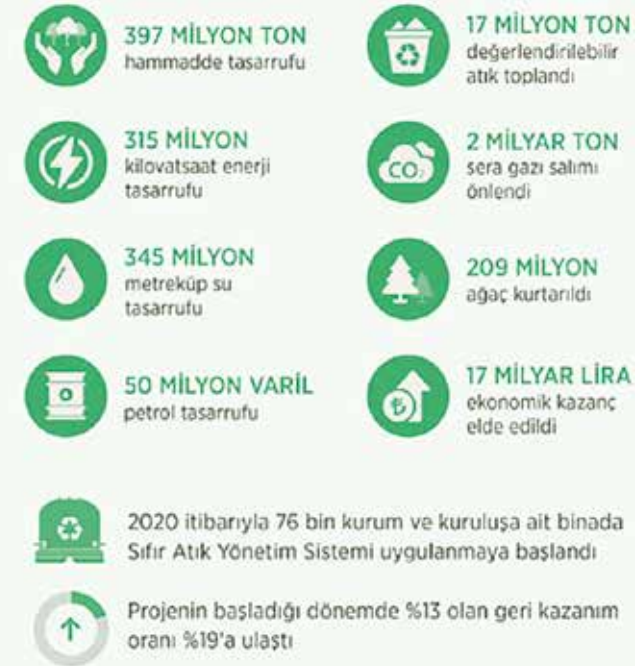 397 MİLYON TON
hammadde tasarrufu
17 MİLYON TON
değerlendirilebilir
atık toplandı
315 MİLYON
kilovatsaat enerji
tasarrufu
CO₂
2 MİLYAR TON
sera gazı salımı
önlendi
345 MİLYON
metreküp su
tasarrufu
209 MİLYON
ağaç kurtarıldı
50 MİLYON VARİL
petrol tasarrufu
₺
17 MİLYAR LİRA
ekonomik kazanç
elde edildi
2020 itibarıyla 76 bin kurum ve kuruluşa ait binada
Sıfır Atık Yönetim Sistemi uygulanmaya başlandı
Projenin başladığı dönemde %13 olan geri kazanım
oranı %19'a ulaştı